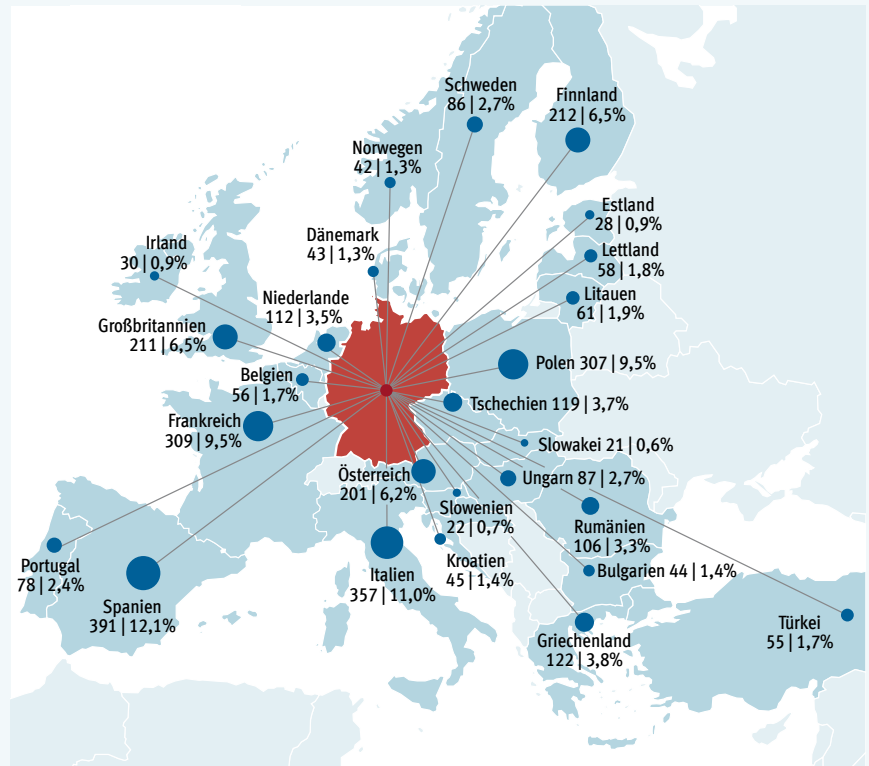 Schweden
86 | 2,7%
Finnland
212 | 6,5%
Norwegen
42 | 1,3%
Estland
28 | 0,9%
Irland
30 | 0,9%
Dänemark
43 | 1,3%
Lettland
58 | 1,8%
Niederlande
112 | 3,5%
Litauen
61 | 1,9%
Großbritannien
211 | 6,5%
Polen 307 | 9,5%
Belgien
56 | 1,7%
Tschechien 119 | 3,7%
Frankreich
309 | 9,5%
Slowakei 21 | 0,6%
Österreich
201 | 6,2%
Ungarn 87 | 2,7%
Slowenien
22 | 0,7%
Rumänien
106 | 3,3%
Kroatien
45 | 1,4%
Portugal
78 | 2,4%
Italien
357 | 11,0%
Bulgarien 44 | 1,4%
Spanien
391 | 12,1%
Türkei
55 | 1,7%
Griechenland
122 | 3,8%